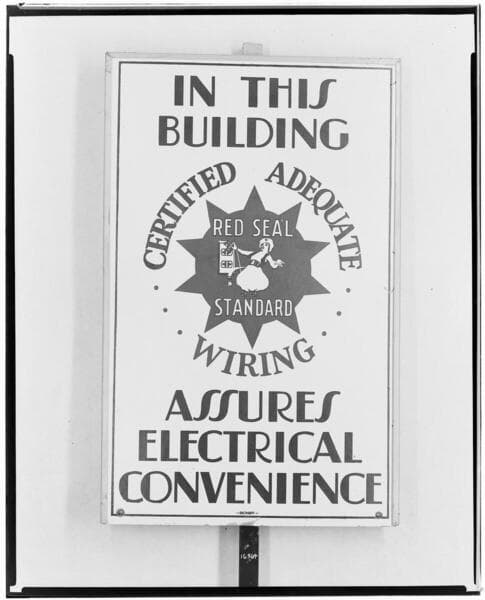 IN THIS
BUILDING
CERTIFIED ADEQUATE
RED SEAL
STANDARD
WIRING
ASSURES
ELECTRICAL
CONVENIENCE